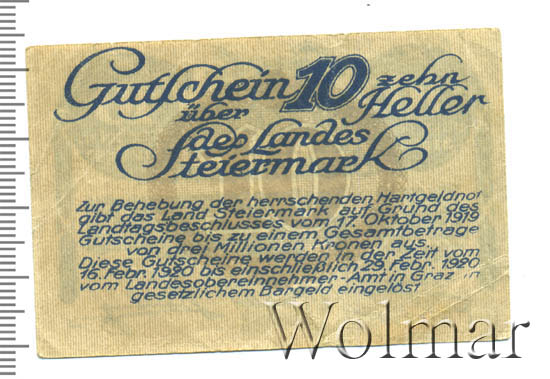 Gutschein 10 zehn
über Heller
des Landes
Steiermark
Zur Behebung der herrschenden Hartgeldnot
gibt das Land Steiermark auf Grund des
Landtagsbeschlusses vom 17. Oktober 1919
Gutscheine bis zu einem Gesamtbetrage
von drei Millionen Kronen aus.
Diese Gutscheine werden in der Zeit vom
16. Febr. 1920 bis einschließlich 29. Febr. 1920
vom Landesobereinnehmer-Amt in Graz in
gesetzlichem Bargeld eingelöst
Wolmar